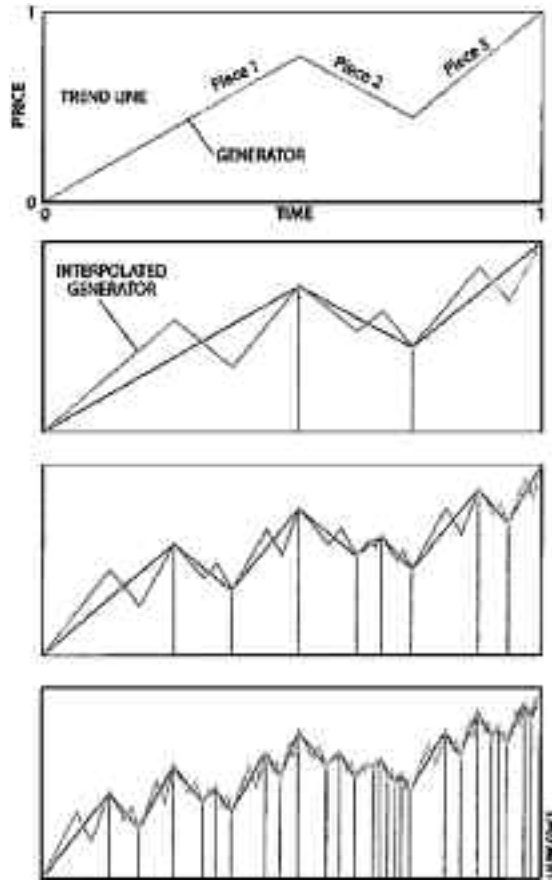 1
PRICE
TREND LINE
Piece 1
Piece 2
Piece 3
GENERATOR
0
0
TIME
1
INTERPOLATED
GENERATOR